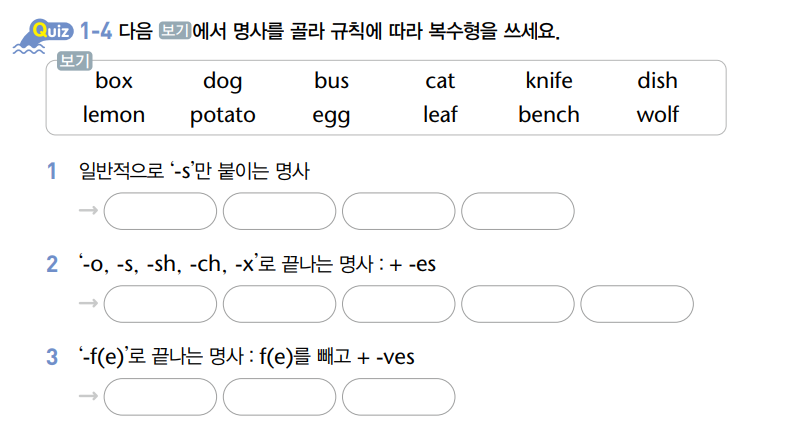 Quiz 1-4 다음 보기에서 명사를 골라 규칙에 따라 복수형을 쓰세요.
보기
box dog bus cat knife dish
lemon potato egg leaf bench wolf
1 일반적으로 ‘-s’만 붙이는 명사
→
2 ‘-o, -s, -sh, -ch, -x’로 끝나는 명사 : + -es
→
3 ‘-f(e)’로 끝나는 명사 : f(e)를 빼고 + -ves
→